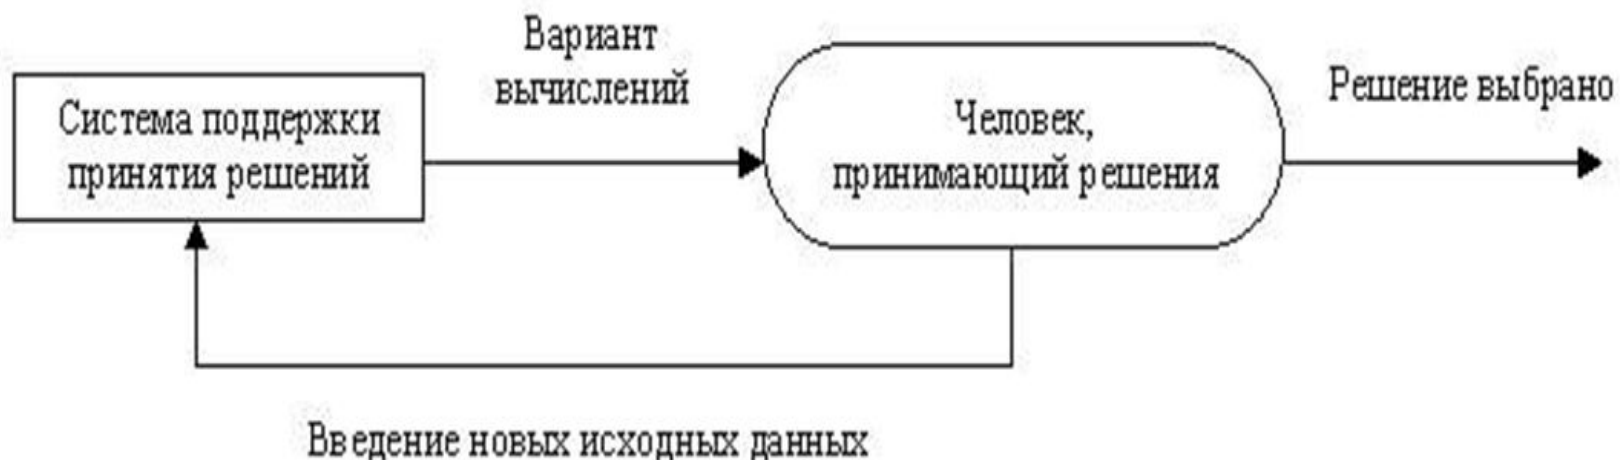 Вариант
вычислений
Система поддержки
принятия решений
Человек,
принимающий решения
Решение выбрано
Введение новых исходных данных